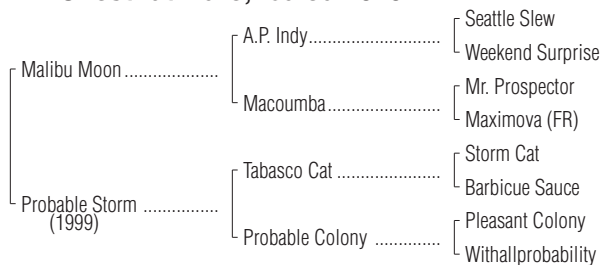 Seattle Slew
A.P. Indy
Weekend Surprise
Malibu Moon
Mr. Prospector
Macoumba
Maximova (FR)
Storm Cat
Tabasco Cat
Barbicue Sauce
Probable Storm
(1999)
Pleasant Colony
Probable Colony
Withallprobability